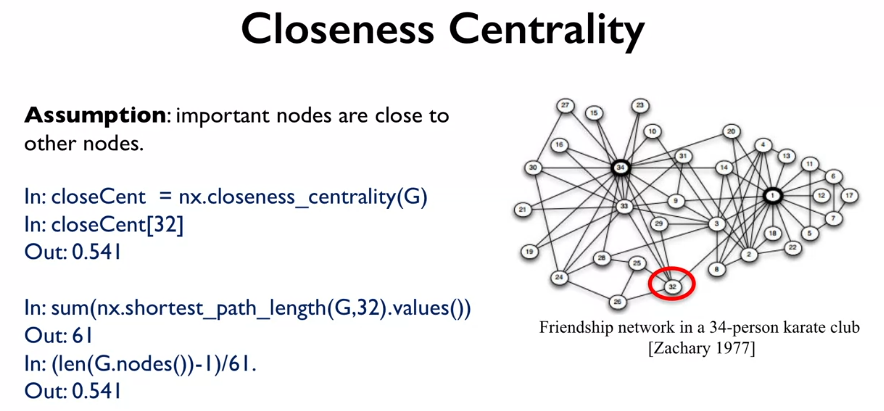 Closeness Centrality
Assumption: important nodes are close to
other nodes.
In: closeCent = nx.closeness_centrality(G)
In: closeCent[32]
Out: 0.541
In: sum(nx.shortest_path_length(G,32).values())
Out: 61
In: (len(G.nodes())-1)/61.
Out: 0.541
27
15
23
10
20
16
4
13
31
11
30
34
14
6
1
12
17
9
33
21
7
29
3
18
5
22
19
2
28
25
8
24
32
26
Friendship network in a 34-person karate club
[Zachary 1977]